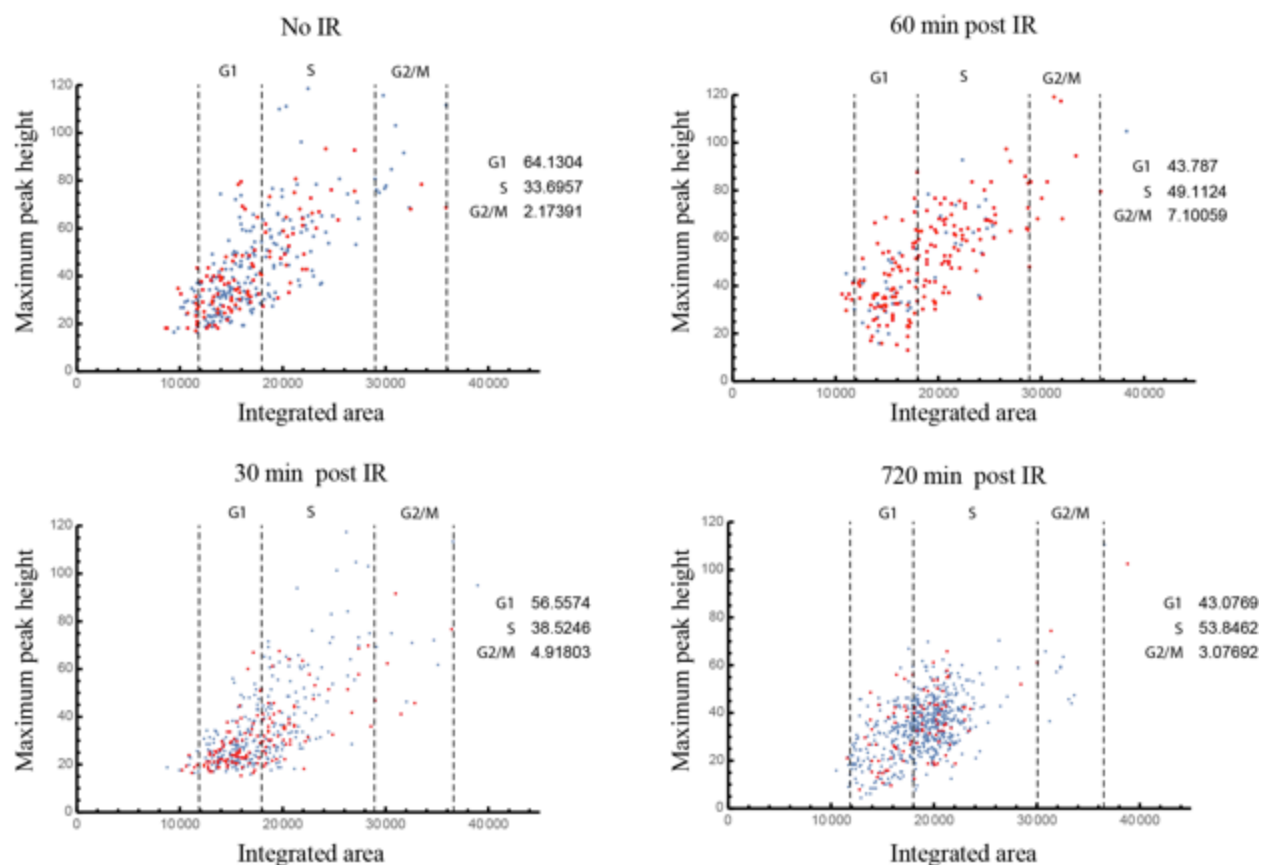 No IR
G1 S G2/M
Maximum peak height
120
100
80
60
40
20
0
0 10000 20000 30000 40000
Integrated area
G1 64.1304
S 33.6957
G2/M 2.17391
60 min post IR
G1 S G2/M
Maximum peak height
120
100
80
60
40
20
0
0 10000 20000 30000 40000
Integrated area
G1 43.787
S 49.1124
G2/M 7.10059
30 min post IR
G1 S G2/M
Maximum peak height
120
100
80
60
40
20
0
0 10000 20000 30000 40000
Integrated area
G1 56.5574
S 38.5246
G2/M 4.91803
720 min post IR
G1 S G2/M
Maximum peak height
120
100
80
60
40
20
0
0 10000 20000 30000 40000
Integrated area
G1 43.0769
S 53.8462
G2/M 3.07692